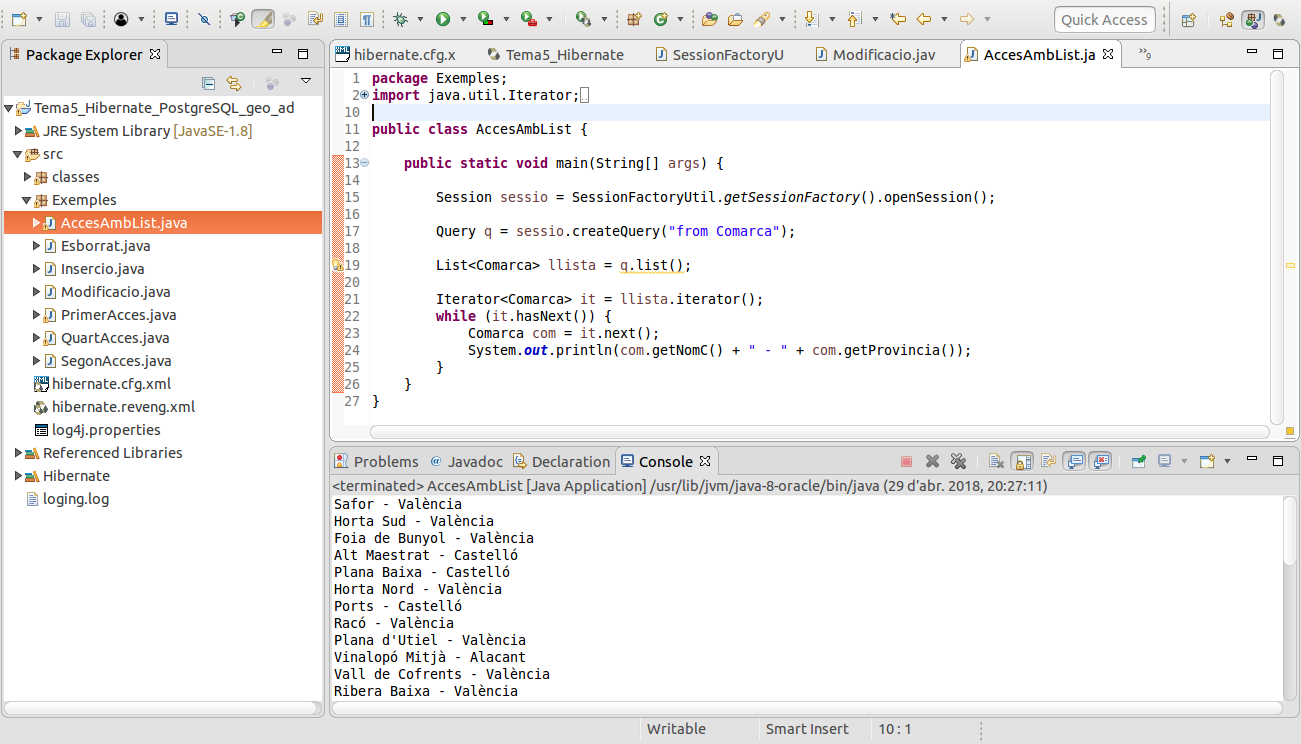 Quick Access
Package Explorer
Tema5_Hibernate_PostgreSQL_geo_ad
JRE System Library [JavaSE-1.8]
src
classes
Exemples
AccesAmbList.java
Esborrat.java
Insercio.java
Modificacio.java
PrimerAcces.java
QuartAcces.java
SegonAcces.java
hibernate.cfg.xml
hibernate.reveng.xml
log4j.properties
Referenced Libraries
Hibernate
loging.log
hibernate.cfg.x Tema5_Hibernate SessionFactoryU Modificacio.jav AccesAmbList.ja »9
1 package Exemples;
2 import java.util.Iterator;
10
11 public class AccesAmbList {
12
13 public static void main(String[] args) {
14
15 Session sessio = SessionFactoryUtil.getSessionFactory().openSession();
16
17 Query q = sessio.createQuery("from Comarca");
18
19 List<Comarca> llista = q.list();
20
21 Iterator<Comarca> it = llista.iterator();
22 while (it.hasNext()) {
23 Comarca com = it.next();
24 System.out.println(com.getNomC() + " - " + com.getProvincia());
25 }
26 }
27 }
Problems @ Javadoc Declaration Console
<terminated> AccesAmbList [Java Application] /usr/lib/jvm/java-8-oracle/bin/java (29 d'abr. 2018, 20:27:11)
Safor - València
Horta Sud - València
Foia de Bunyol - València
Alt Maestrat - Castelló
Plana Baixa - Castelló
Horta Nord - València
Ports - Castelló
Racó - València
Plana d'Utiel - València
Vinalopó Mitjà - Alacant
Vall de Cofrents - València
Ribera Baixa - València
Writable Smart Insert 10 : 1